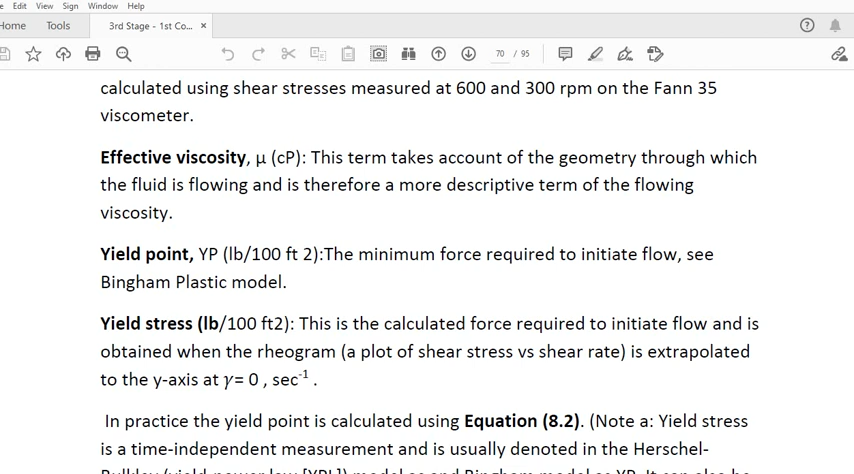 Edit View Sign Window Help
Home Tools 3rd Stage - 1st Co... ×
70 / 95
calculated using shear stresses measured at 600 and 300 rpm on the Fann 35
viscometer.
Effective viscosity, µ (cP): This term takes account of the geometry through which
the fluid is flowing and is therefore a more descriptive term of the flowing
viscosity.
Yield point, YP (lb/100 ft 2):The minimum force required to initiate flow, see
Bingham Plastic model.
Yield stress (lb/100 ft2): This is the calculated force required to initiate flow and is
obtained when the rheogram (a plot of shear stress vs shear rate) is extrapolated
to the y-axis at γ= 0 , sec⁻¹ .
In practice the yield point is calculated using Equation (8.2). (Note a: Yield stress
is a time-independent measurement and is usually denoted in the Herschel-